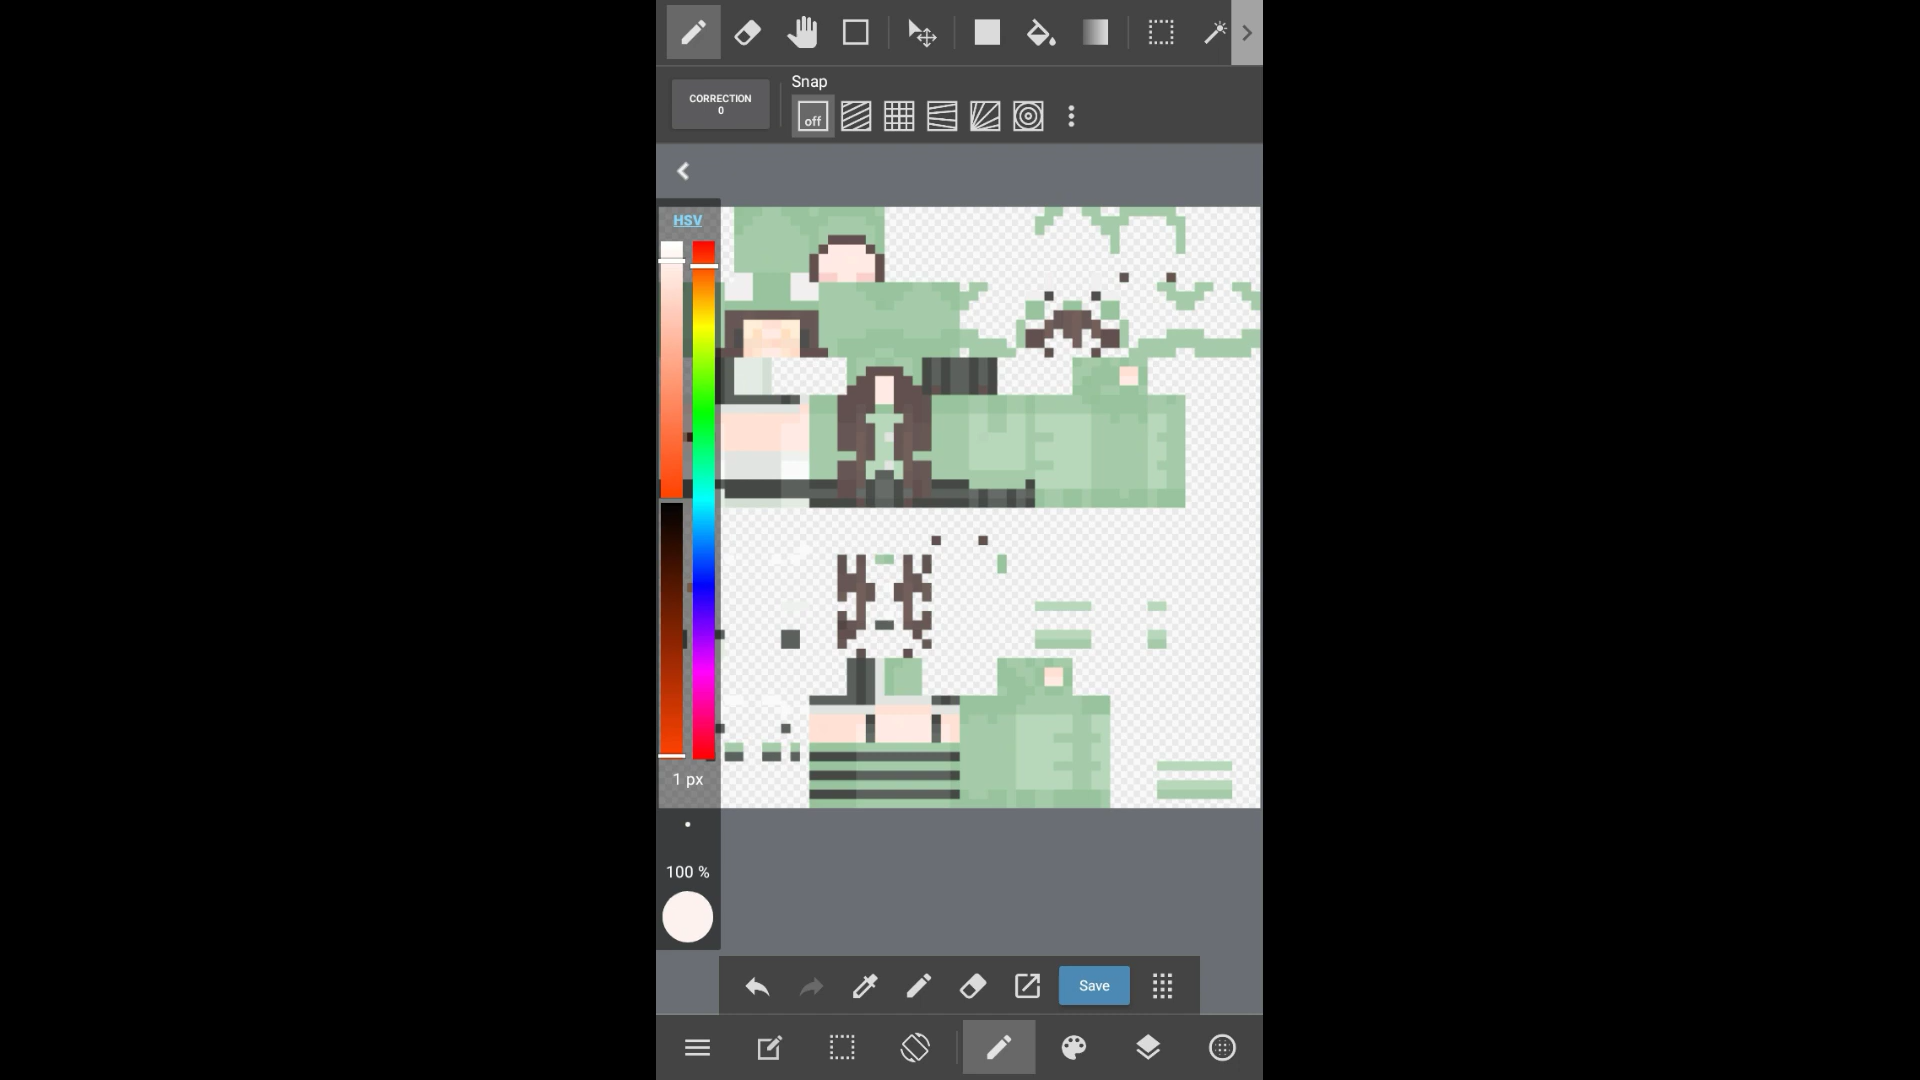 CORRECTION
0
Snap
off
HSV
1 px
100 %
Save